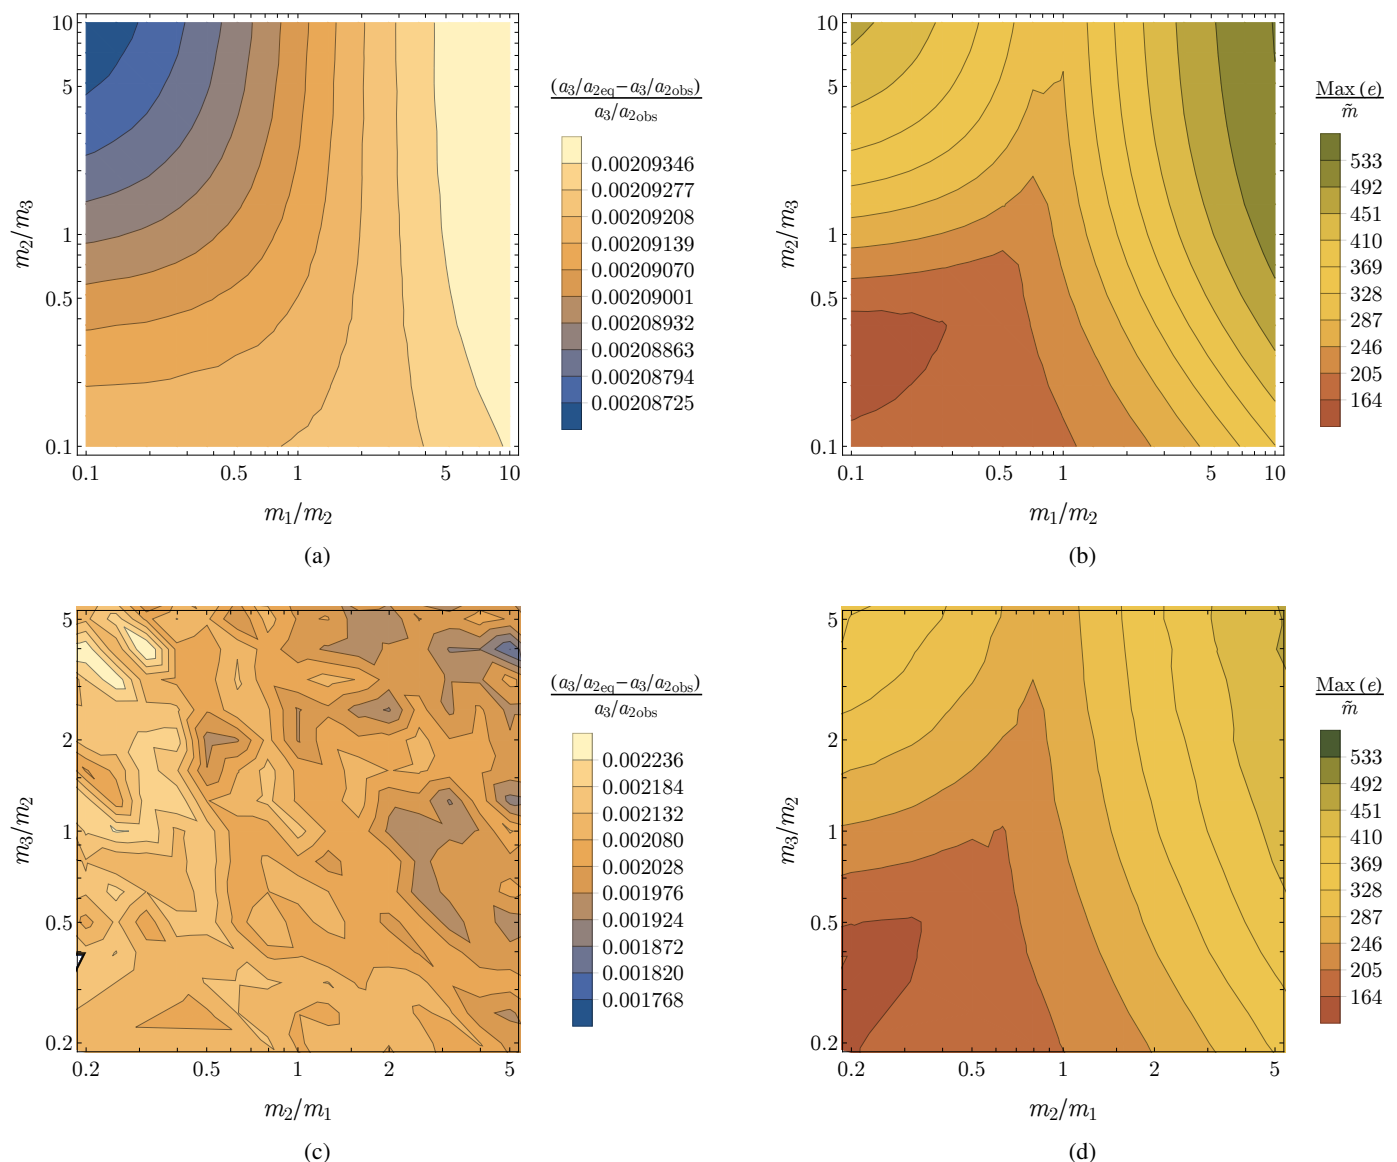 10
5
1
0.5
0.1
m₂/m₃
0.1 0.5 1 5 10
m₁/m₂
(a)
(a₃/a₂eq−a₃/a₂obs)
a₃/a₂obs
0.00209346
0.00209277
0.00209208
0.00209139
0.00209070
0.00209001
0.00208932
0.00208863
0.00208794
0.00208725
10
5
1
0.5
0.1
m₂/m₃
0.1 0.5 1 5 10
m₁/m₂
(b)
Max (e)
m̃
533
492
451
410
369
328
287
246
205
164
5
2
1
0.5
0.2
m₃/m₂
0.2 0.5 1 2 5
m₂/m₁
(c)
(a₃/a₂eq−a₃/a₂obs)
a₃/a₂obs
0.002236
0.002184
0.002132
0.002080
0.002028
0.001976
0.001924
0.001872
0.001820
0.001768
5
2
1
0.5
0.2
m₃/m₂
0.2 0.5 1 2 5
m₂/m₁
(d)
Max (e)
m̃
533
492
451
410
369
328
287
246
205
164